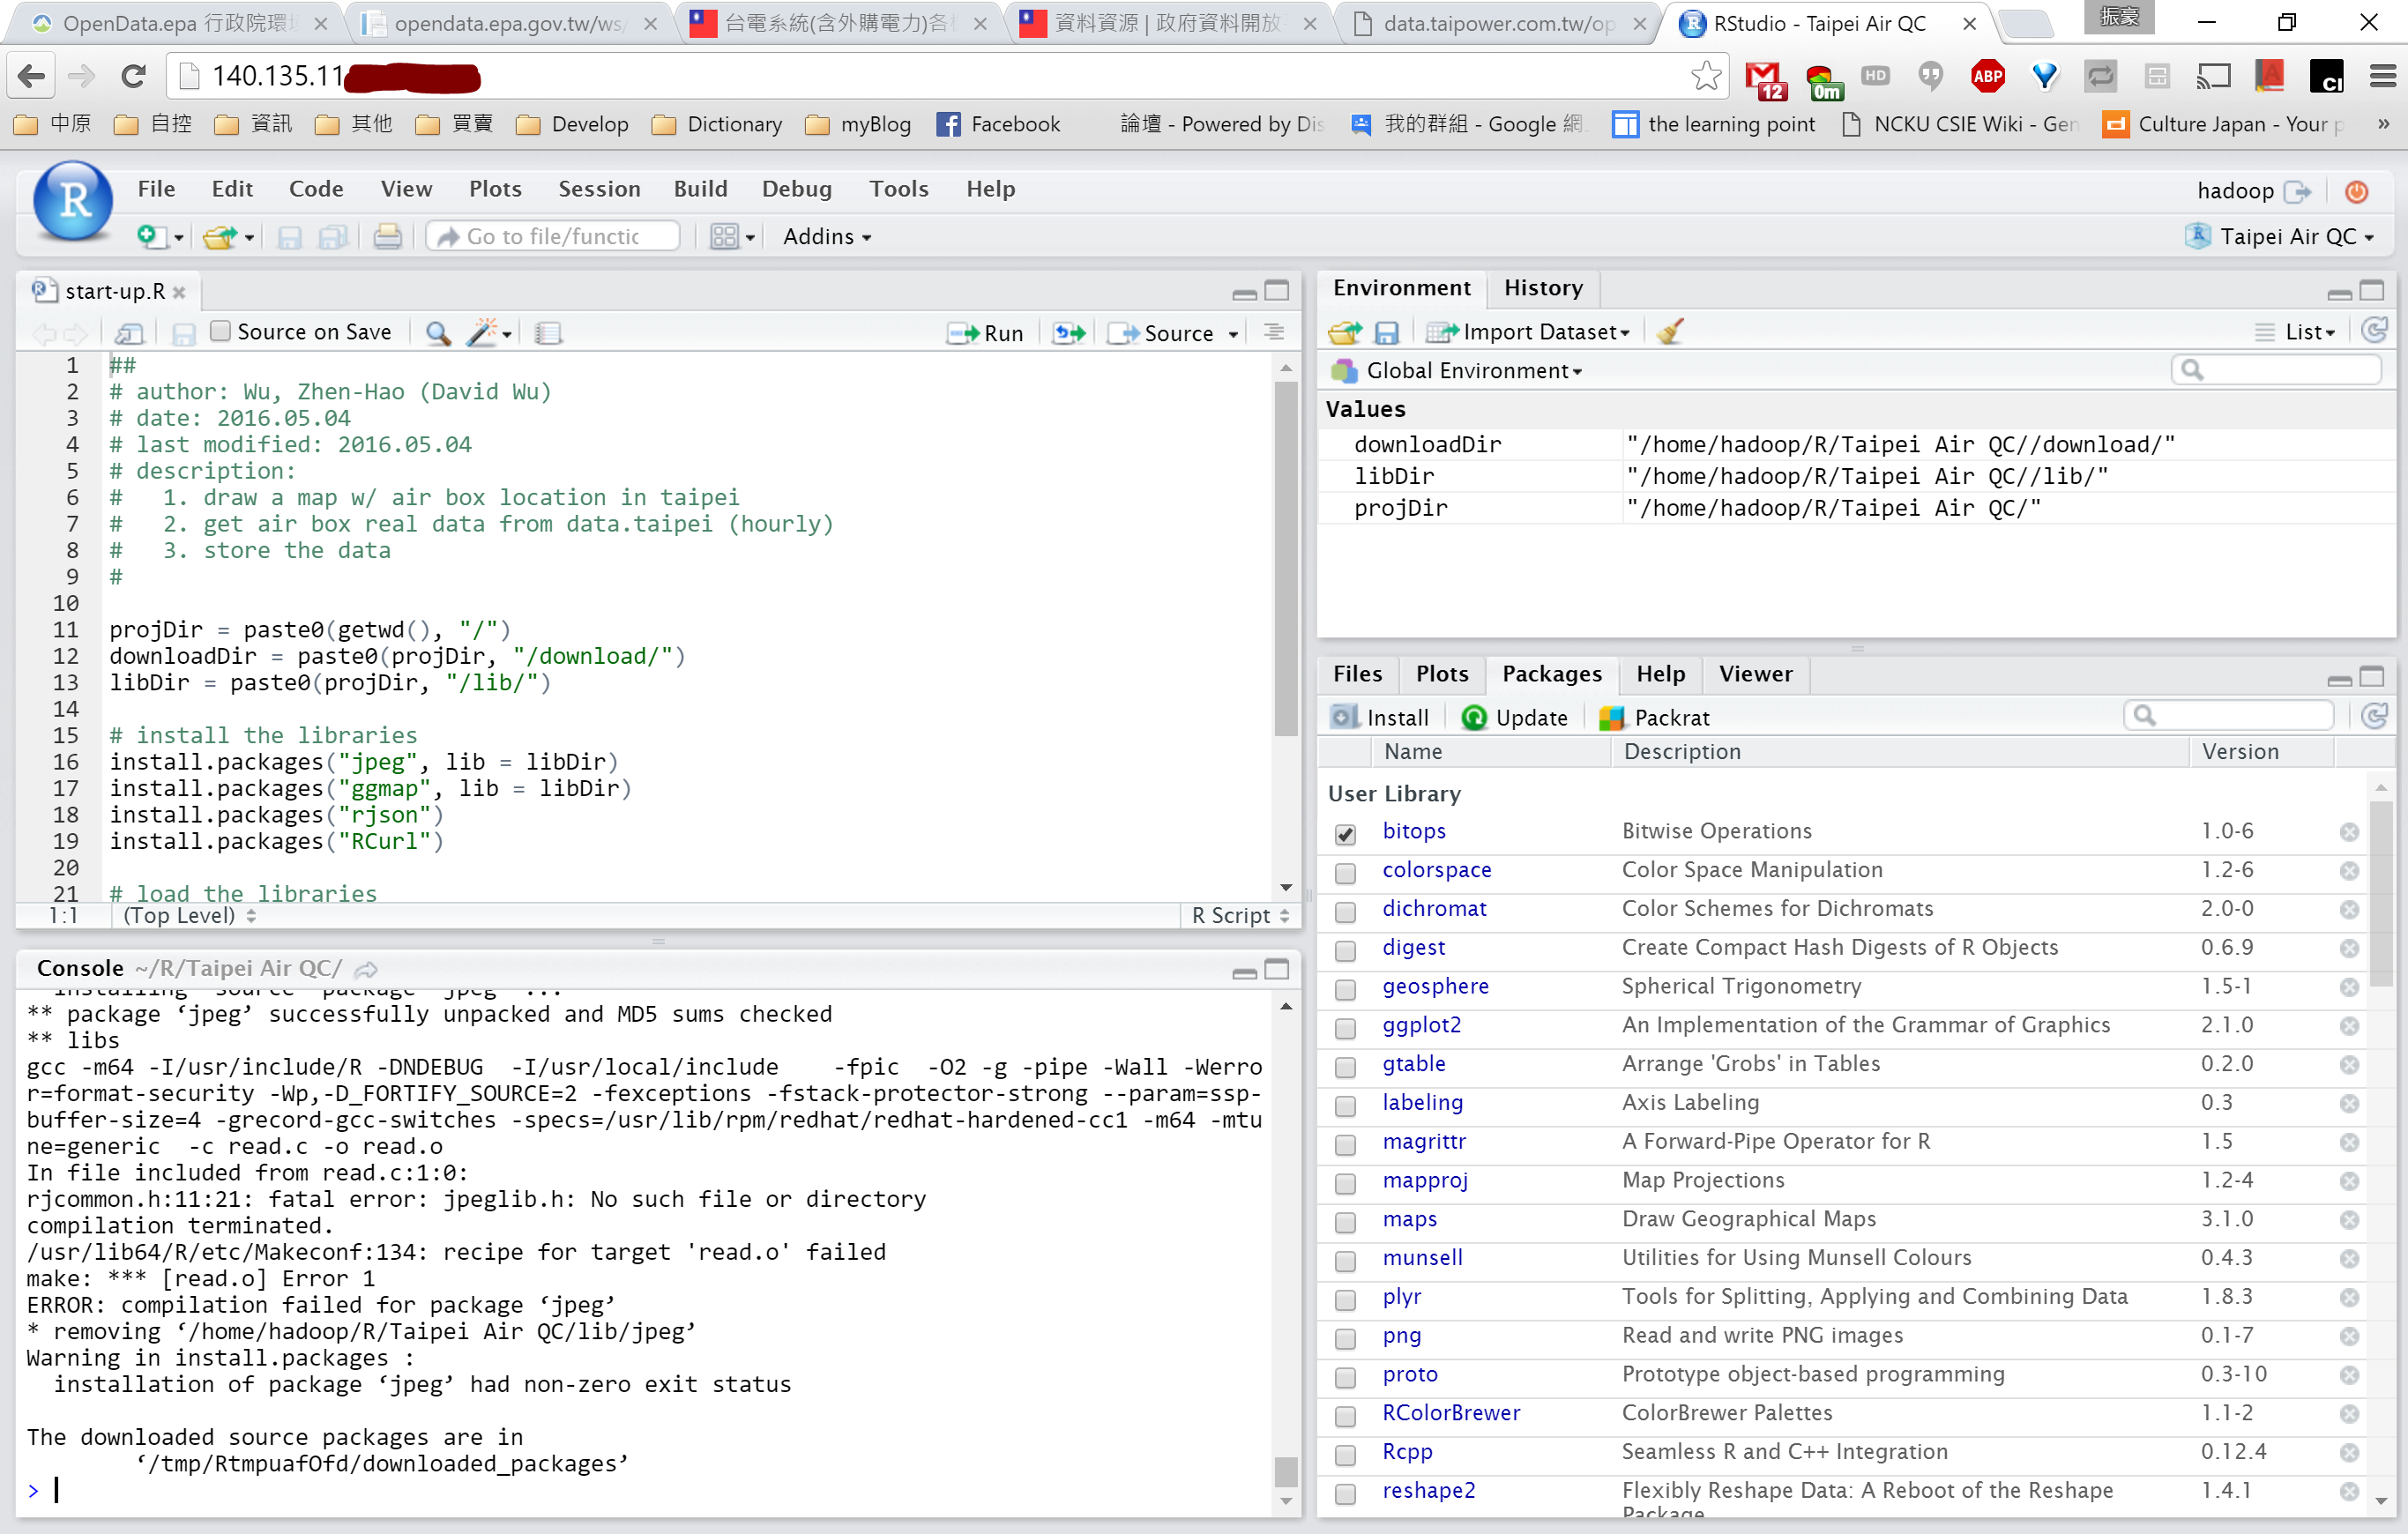 OpenData.epa 行政院環
opendata.epa.gov.tw/ws/
台電系統(含外購電力)各
資料資源 | 政府資料開放
data.taipower.com.tw/op
RStudio - Taipei Air QC
振豪
140.135.11
12
0m
HD
ABP
中原
自控
資訊
其他
買賣
Develop
Dictionary
myBlog
Facebook
論壇 - Powered by Dis
我的群組 - Google 網
the learning point
NCKU CSIE Wiki - Gen
Culture Japan - Your p
»
R
File Edit Code View Plots Session Build Debug Tools Help
hadoop
Go to file/functic
Addins
Taipei Air QC
start-up.R
Source on Save
Run
Source
1 ##
2 # author: Wu, Zhen-Hao (David Wu)
3 # date: 2016.05.04
4 # last modified: 2016.05.04
5 # description:
6 #   1. draw a map w/ air box location in taipei
7 #   2. get air box real data from data.taipei (hourly)
8 #   3. store the data
9 #
10
11 projDir = paste0(getwd(), "/")
12 downloadDir = paste0(projDir, "/download/")
13 libDir = paste0(projDir, "/lib/")
14
15 # install the libraries
16 install.packages("jpeg", lib = libDir)
17 install.packages("ggmap", lib = libDir)
18 install.packages("rjson")
19 install.packages("RCurl")
20
21 # load the libraries
1:1 (Top Level) R Script
Console ~/R/Taipei Air QC/
installing *source* package ‘jpeg’ ...
** package ‘jpeg’ successfully unpacked and MD5 sums checked
** libs
gcc -m64 -I/usr/include/R -DNDEBUG  -I/usr/local/include    -fpic  -O2 -g -pipe -Wall -Werro
r=format-security -Wp,-D_FORTIFY_SOURCE=2 -fexceptions -fstack-protector-strong --param=ssp-
buffer-size=4 -grecord-gcc-switches -specs=/usr/lib/rpm/redhat/redhat-hardened-cc1 -m64 -mtu
ne=generic  -c read.c -o read.o
In file included from read.c:1:0:
rjcommon.h:11:21: fatal error: jpeglib.h: No such file or directory
compilation terminated.
/usr/lib64/R/etc/Makeconf:134: recipe for target 'read.o' failed
make: *** [read.o] Error 1
ERROR: compilation failed for package ‘jpeg’
* removing ‘/home/hadoop/R/Taipei Air QC/lib/jpeg’
Warning in install.packages :
  installation of package ‘jpeg’ had non-zero exit status

The downloaded source packages are in
        ‘/tmp/RtmpuafOfd/downloaded_packages’
>
Environment History
Import Dataset
List
Global Environment
Values
downloadDir "/home/hadoop/R/Taipei Air QC//download/"
libDir "/home/hadoop/R/Taipei Air QC//lib/"
projDir "/home/hadoop/R/Taipei Air QC/"
Files Plots Packages Help Viewer
Install Update Packrat
Name Description Version
User Library
bitops Bitwise Operations 1.0-6
colorspace Color Space Manipulation 1.2-6
dichromat Color Schemes for Dichromats 2.0-0
digest Create Compact Hash Digests of R Objects 0.6.9
geosphere Spherical Trigonometry 1.5-1
ggplot2 An Implementation of the Grammar of Graphics 2.1.0
gtable Arrange 'Grobs' in Tables 0.2.0
labeling Axis Labeling 0.3
magrittr A Forward-Pipe Operator for R 1.5
mapproj Map Projections 1.2-4
maps Draw Geographical Maps 3.1.0
munsell Utilities for Using Munsell Colours 0.4.3
plyr Tools for Splitting, Applying and Combining Data 1.8.3
png Read and write PNG images 0.1-7
proto Prototype object-based programming 0.3-10
RColorBrewer ColorBrewer Palettes 1.1-2
Rcpp Seamless R and C++ Integration 0.12.4
reshape2 Flexibly Reshape Data: A Reboot of the Reshape 1.4.1
Package